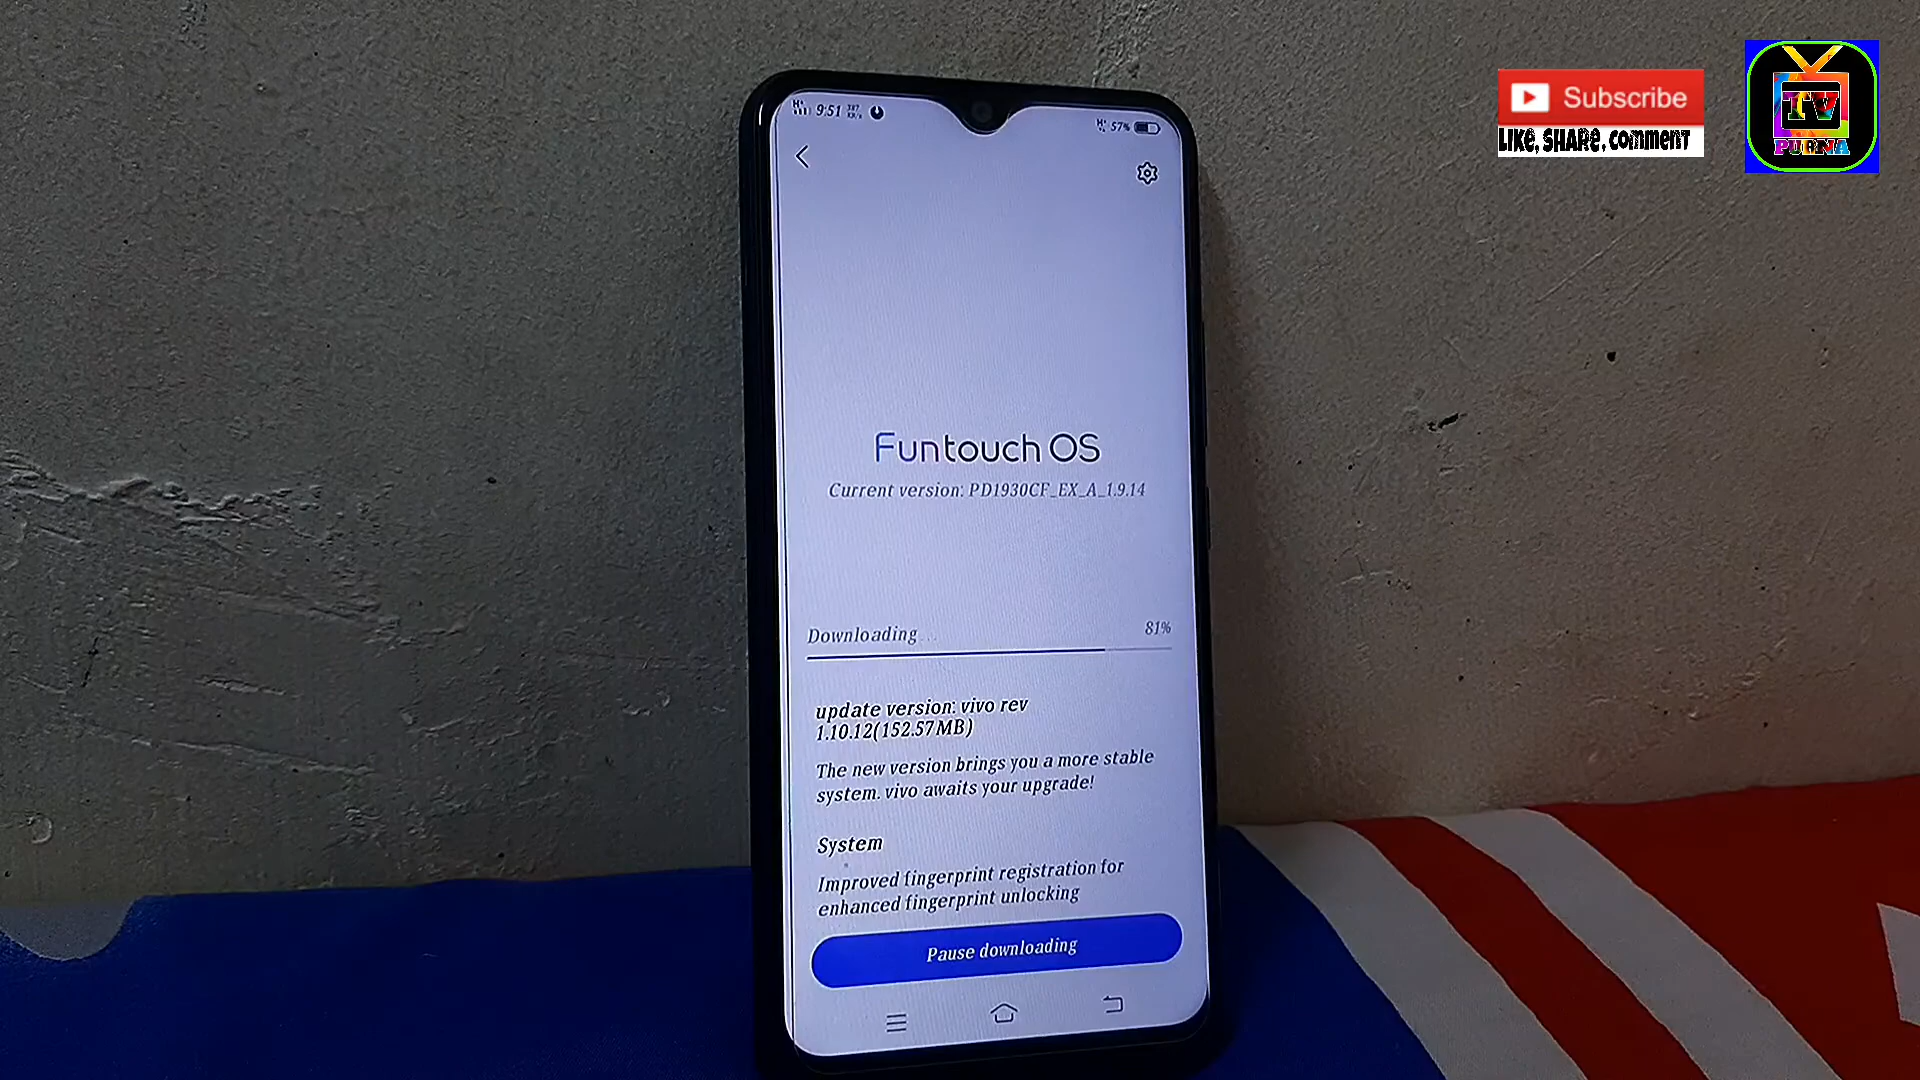 Subscribe
LIKE, SHARE, comment
TV
PURNA
9:51
57%
Funtouch OS
Current version: PD1930CF_EX_A_1.9.14
Downloading...
81%
update version: vivo rev
1.10.12(152.57MB)
The new version brings you a more stable
system. vivo awaits your upgrade!
System
Improved fingerprint registration for
enhanced fingerprint unlocking
Pause downloading